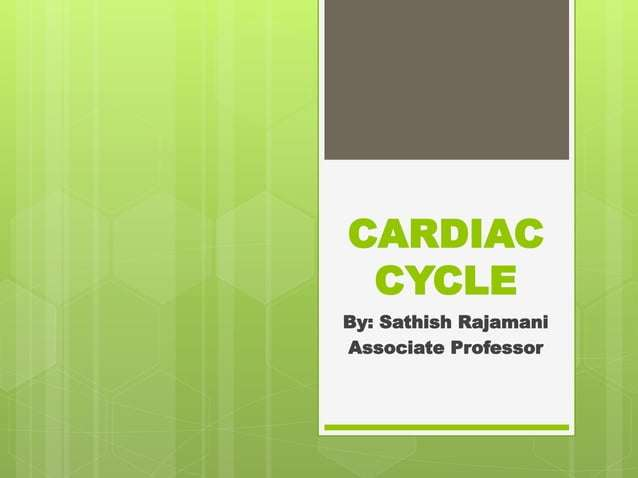 CARDIAC
CYCLE
By: Sathish Rajamani
Associate Professor